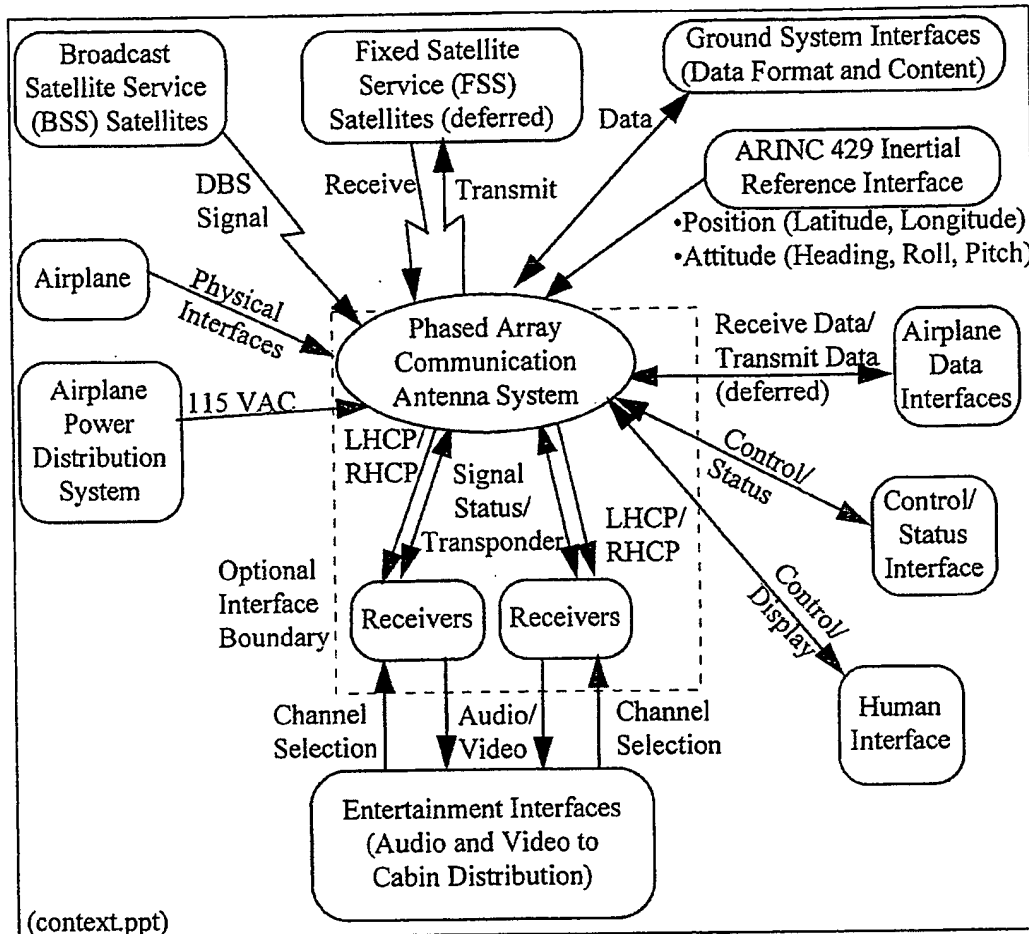 Broadcast
Satellite Service
(BSS) Satellites
Fixed Satellite
Service (FSS)
Satellites (deferred)
Ground System Interfaces
(Data Format and Content)
Data
ARINC 429 Inertial
Reference Interface
•Position (Latitude, Longitude)
•Attitude (Heading, Roll, Pitch)
DBS
Signal
Receive
Transmit
Airplane
Physical
Interfaces
Phased Array
Communication
Antenna System
Receive Data/
Transmit Data
(deferred)
Airplane
Data
Interfaces
Airplane
Power
Distribution
System
115 VAC
LHCP/
RHCP
Signal
Status/
Transponder
LHCP/
RHCP
Control/
Status
Control/
Status
Interface
Optional
Interface
Boundary
Receivers
Receivers
Control/
Display
Human
Interface
Channel
Selection
Audio/
Video
Channel
Selection
Entertainment Interfaces
(Audio and Video to
Cabin Distribution)
(context.ppt)